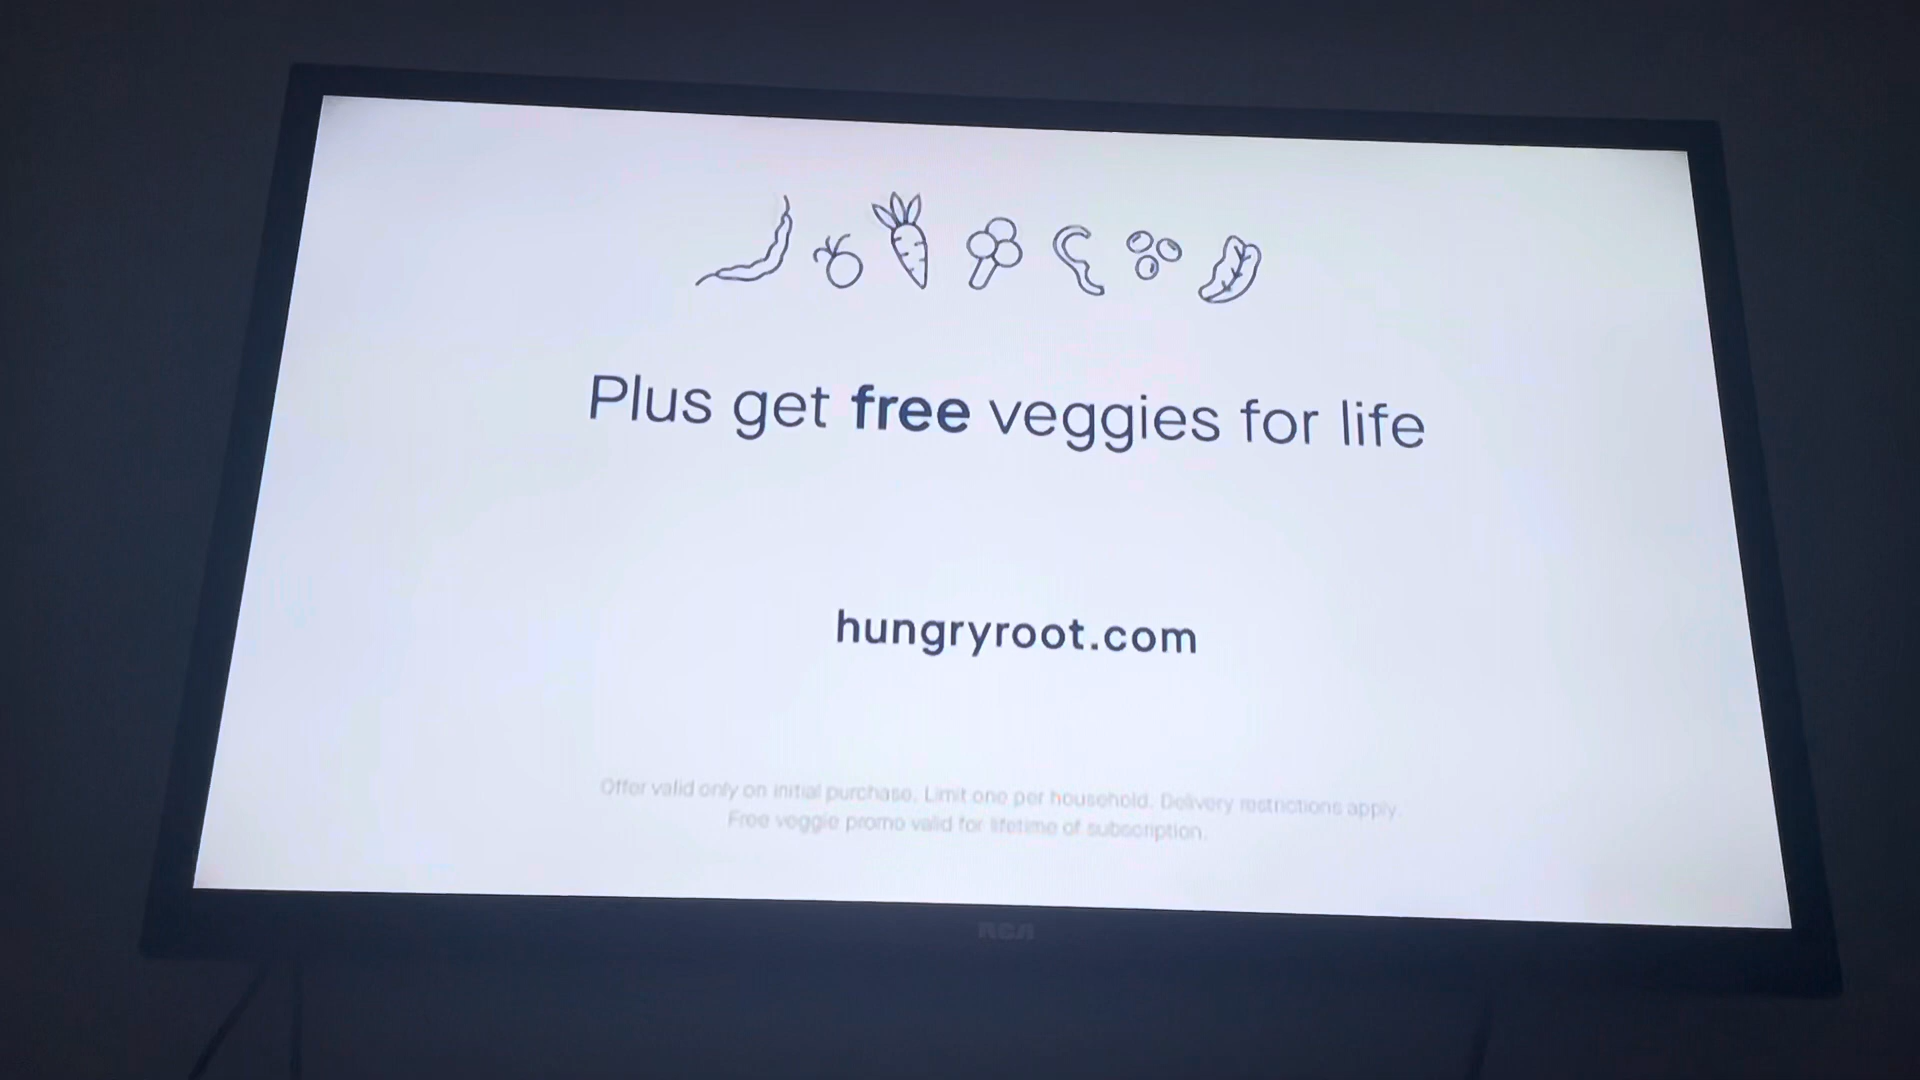 Plus get free veggies for life
hungryroot.com
Offer valid only on initial purchase. Limit one per household. Delivery restrictions apply.
Free veggie promo valid for lifetime of subscription.
RCA